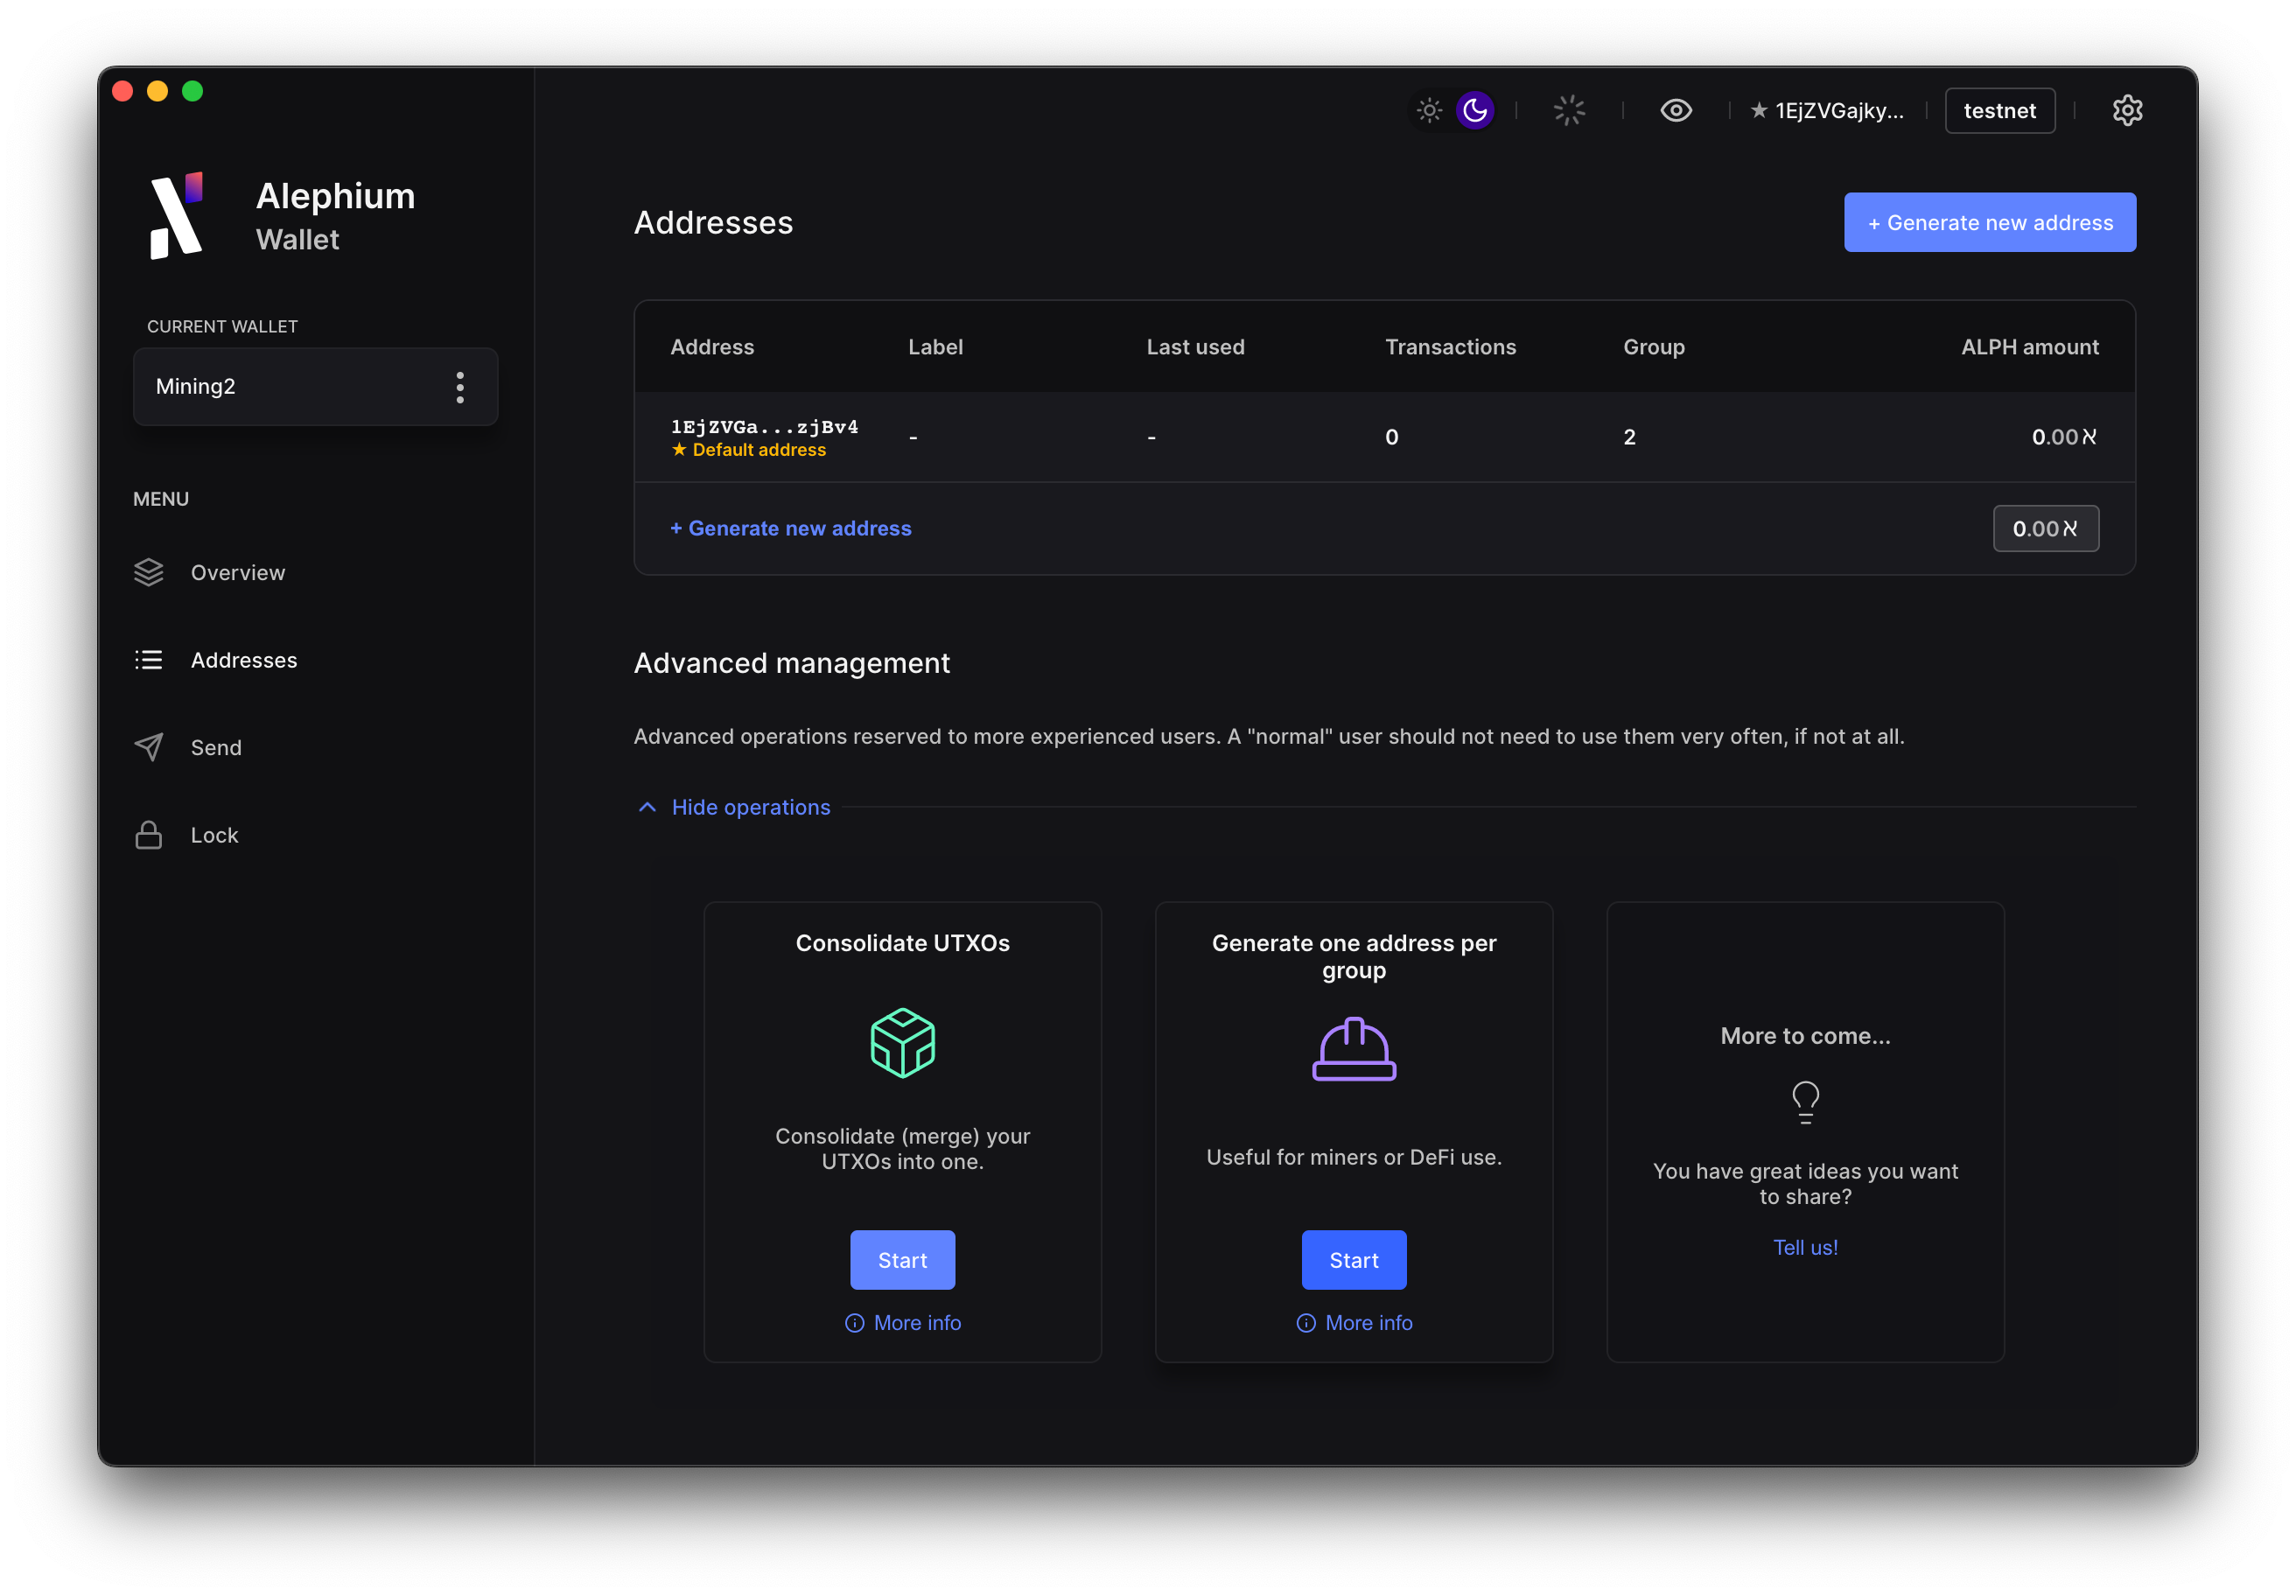 1EjZVGajky...
testnet
Alephium
Wallet
CURRENT WALLET
Mining2
MENU
Overview
Addresses
Send
Lock
Addresses
+ Generate new address
Address Label Last used Transactions Group ALPH amount
1EjZVGa...zjBv4 - - 0 2 0.00ℵ
★ Default address
+ Generate new address 0.00ℵ
Advanced management
Advanced operations reserved to more experienced users. A "normal" user should not need to use them very often, if not at all.
Hide operations
Consolidate UTXOs
Consolidate (merge) your
UTXOs into one.
Start
More info
Generate one address per
group
Useful for miners or DeFi use.
Start
More info
More to come...
You have great ideas you want
to share?
Tell us!